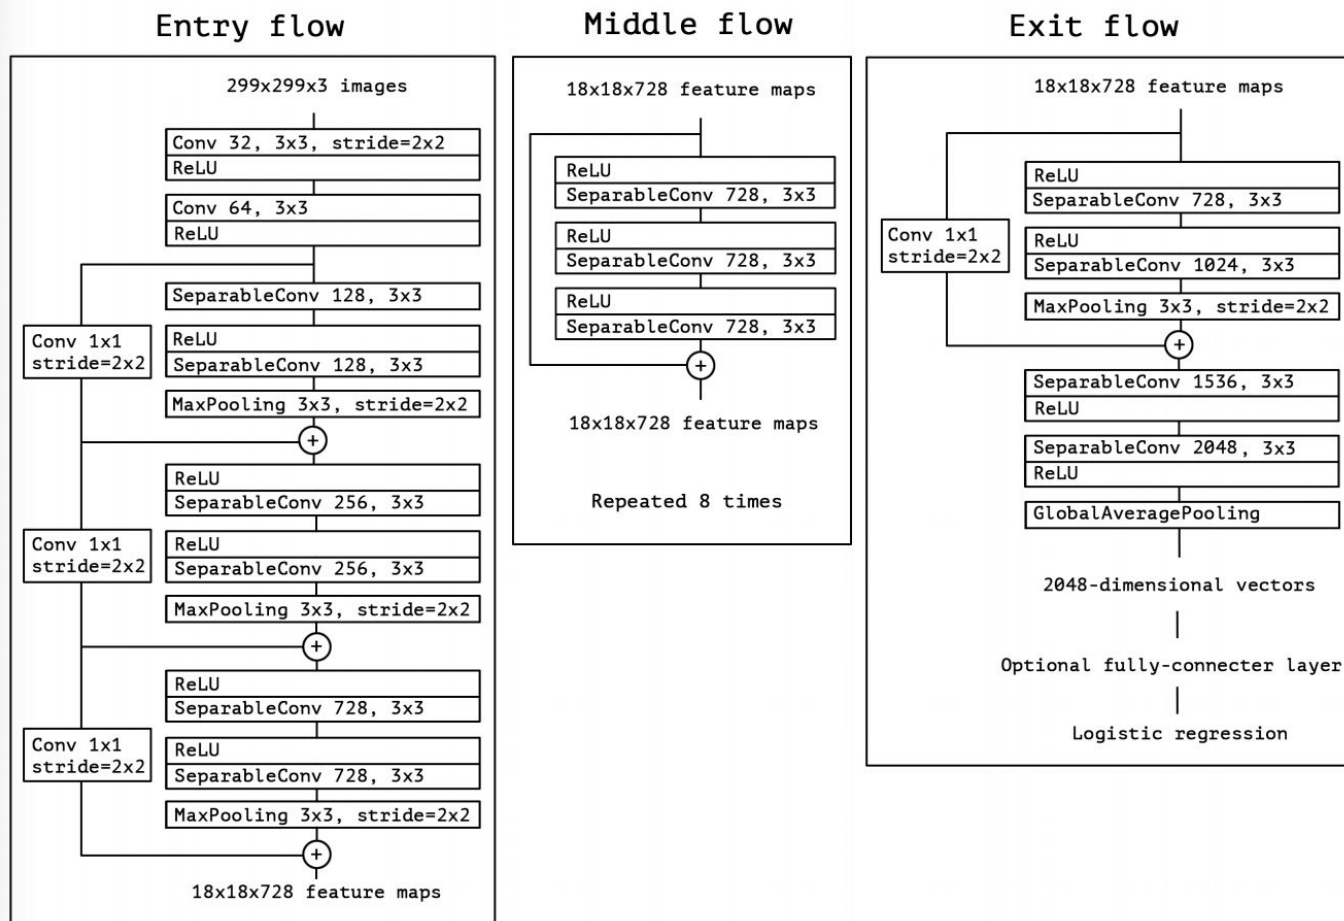 Entry flow
299x299x3 images
Conv 32, 3x3, stride=2x2
ReLU
Conv 64, 3x3
ReLU
SeparableConv 128, 3x3
Conv 1x1
stride=2x2
ReLU
SeparableConv 128, 3x3
MaxPooling 3x3, stride=2x2
+
ReLU
SeparableConv 256, 3x3
Conv 1x1
stride=2x2
ReLU
SeparableConv 256, 3x3
MaxPooling 3x3, stride=2x2
+
ReLU
SeparableConv 728, 3x3
Conv 1x1
stride=2x2
ReLU
SeparableConv 728, 3x3
MaxPooling 3x3, stride=2x2
+
18x18x728 feature maps
Middle flow
18x18x728 feature maps
ReLU
SeparableConv 728, 3x3
ReLU
SeparableConv 728, 3x3
ReLU
SeparableConv 728, 3x3
+
18x18x728 feature maps
Repeated 8 times
Exit flow
18x18x728 feature maps
ReLU
SeparableConv 728, 3x3
Conv 1x1
stride=2x2
ReLU
SeparableConv 1024, 3x3
MaxPooling 3x3, stride=2x2
+
SeparableConv 1536, 3x3
ReLU
SeparableConv 2048, 3x3
ReLU
GlobalAveragePooling
2048-dimensional vectors
Optional fully-connecter layer
Logistic regression